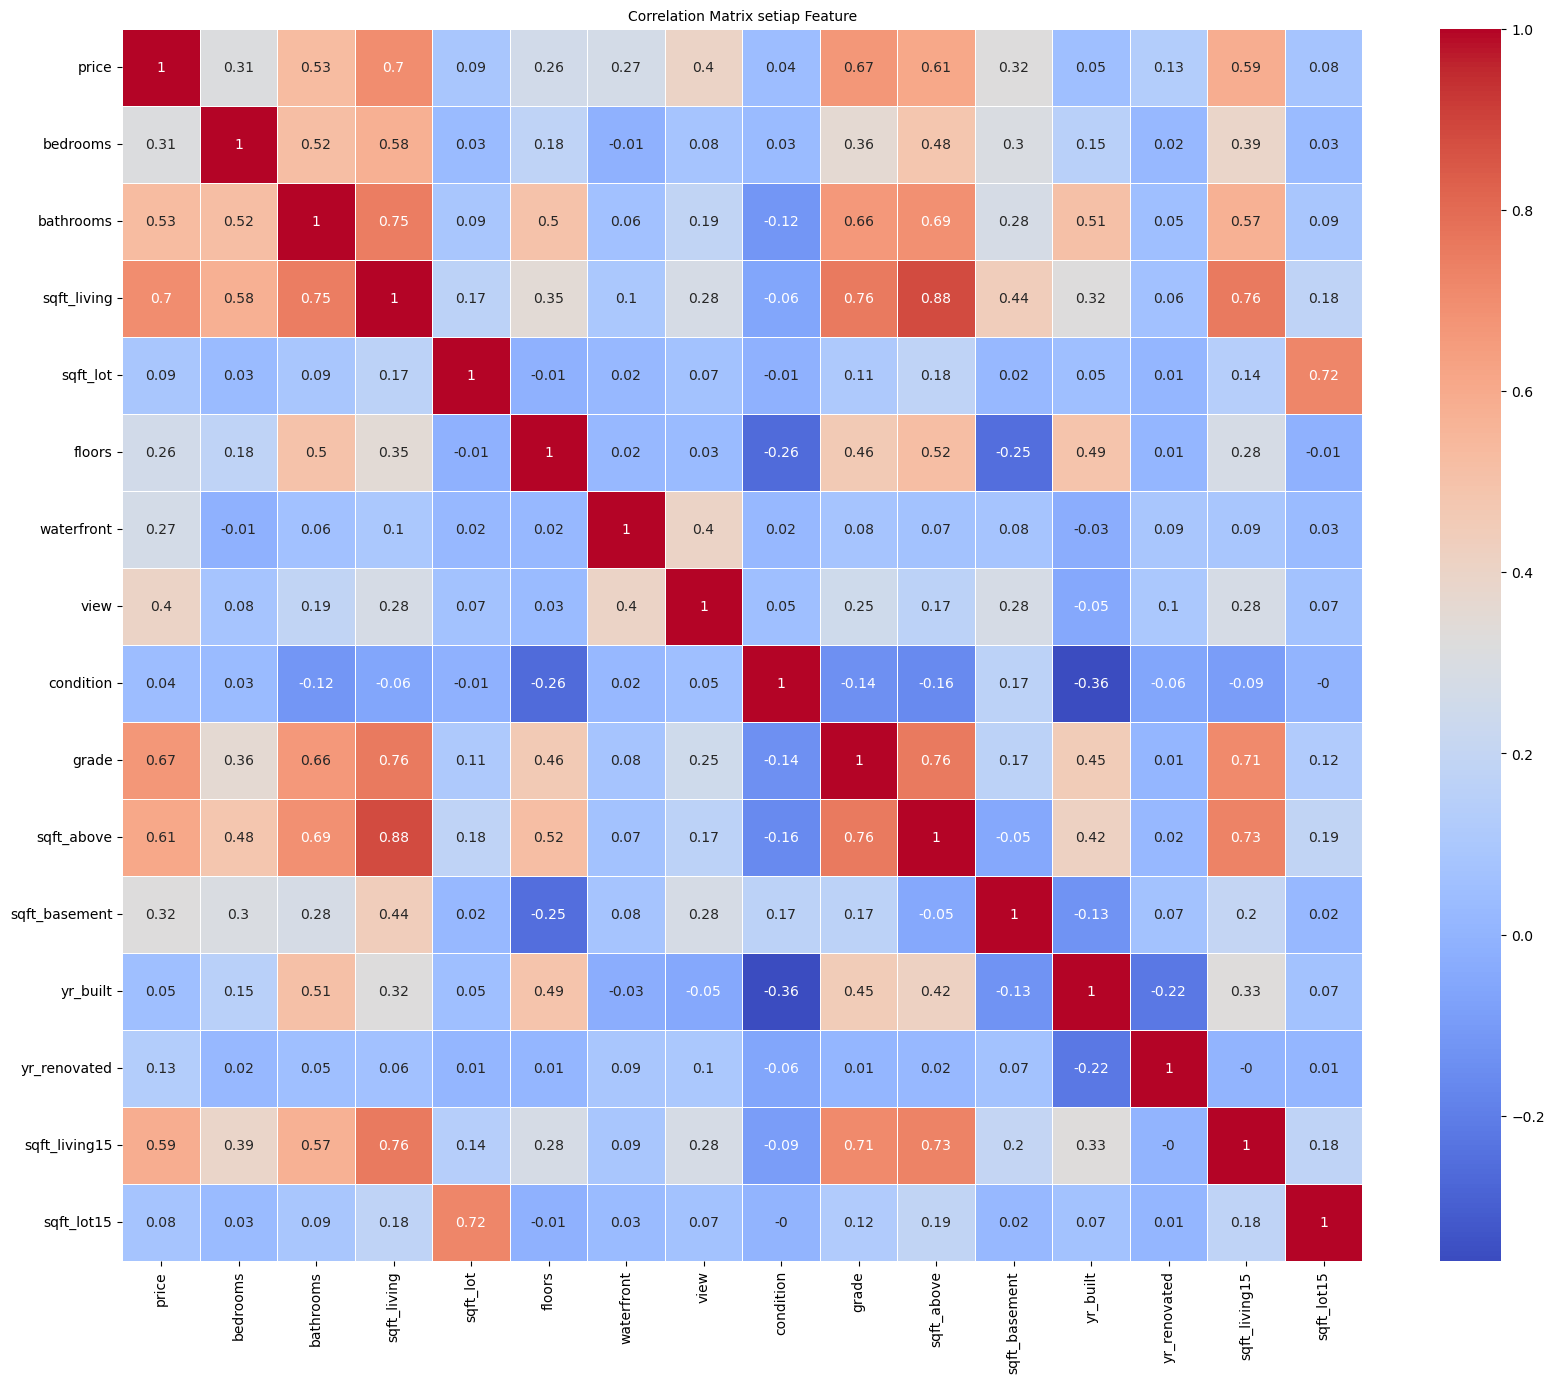 Correlation Matrix setiap Feature
price 1 0.31 0.53 0.7 0.09 0.26 0.27 0.4 0.04 0.67 0.61 0.32 0.05 0.13 0.59 0.08
bedrooms 0.31 1 0.52 0.58 0.03 0.18 -0.01 0.08 0.03 0.36 0.48 0.3 0.15 0.02 0.39 0.03
bathrooms 0.53 0.52 1 0.75 0.09 0.5 0.06 0.19 -0.12 0.66 0.69 0.28 0.51 0.05 0.57 0.09
sqft_living 0.7 0.58 0.75 1 0.17 0.35 0.1 0.28 -0.06 0.76 0.88 0.44 0.32 0.06 0.76 0.18
sqft_lot 0.09 0.03 0.09 0.17 1 -0.01 0.02 0.07 -0.01 0.11 0.18 0.02 0.05 0.01 0.14 0.72
floors 0.26 0.18 0.5 0.35 -0.01 1 0.02 0.03 -0.26 0.46 0.52 -0.25 0.49 0.01 0.28 -0.01
waterfront 0.27 -0.01 0.06 0.1 0.02 0.02 1 0.4 0.02 0.08 0.07 0.08 -0.03 0.09 0.09 0.03
view 0.4 0.08 0.19 0.28 0.07 0.03 0.4 1 0.05 0.25 0.17 0.28 -0.05 0.1 0.28 0.07
condition 0.04 0.03 -0.12 -0.06 -0.01 -0.26 0.02 0.05 1 -0.14 -0.16 0.17 -0.36 -0.06 -0.09 -0
grade 0.67 0.36 0.66 0.76 0.11 0.46 0.08 0.25 -0.14 1 0.76 0.17 0.45 0.01 0.71 0.12
sqft_above 0.61 0.48 0.69 0.88 0.18 0.52 0.07 0.17 -0.16 0.76 1 -0.05 0.42 0.02 0.73 0.19
sqft_basement 0.32 0.3 0.28 0.44 0.02 -0.25 0.08 0.28 0.17 0.17 -0.05 1 -0.13 0.07 0.2 0.02
yr_built 0.05 0.15 0.51 0.32 0.05 0.49 -0.03 -0.05 -0.36 0.45 0.42 -0.13 1 -0.22 0.33 0.07
yr_renovated 0.13 0.02 0.05 0.06 0.01 0.01 0.09 0.1 -0.06 0.01 0.02 0.07 -0.22 1 -0 0.01
sqft_living15 0.59 0.39 0.57 0.76 0.14 0.28 0.09 0.28 -0.09 0.71 0.73 0.2 0.33 -0 1 0.18
sqft_lot15 0.08 0.03 0.09 0.18 0.72 -0.01 0.03 0.07 -0 0.12 0.19 0.02 0.07 0.01 0.18 1
price bedrooms bathrooms sqft_living sqft_lot floors waterfront view condition grade sqft_above sqft_basement yr_built yr_renovated sqft_living15 sqft_lot15
1.0
0.8
0.6
0.4
0.2
0.0
-0.2